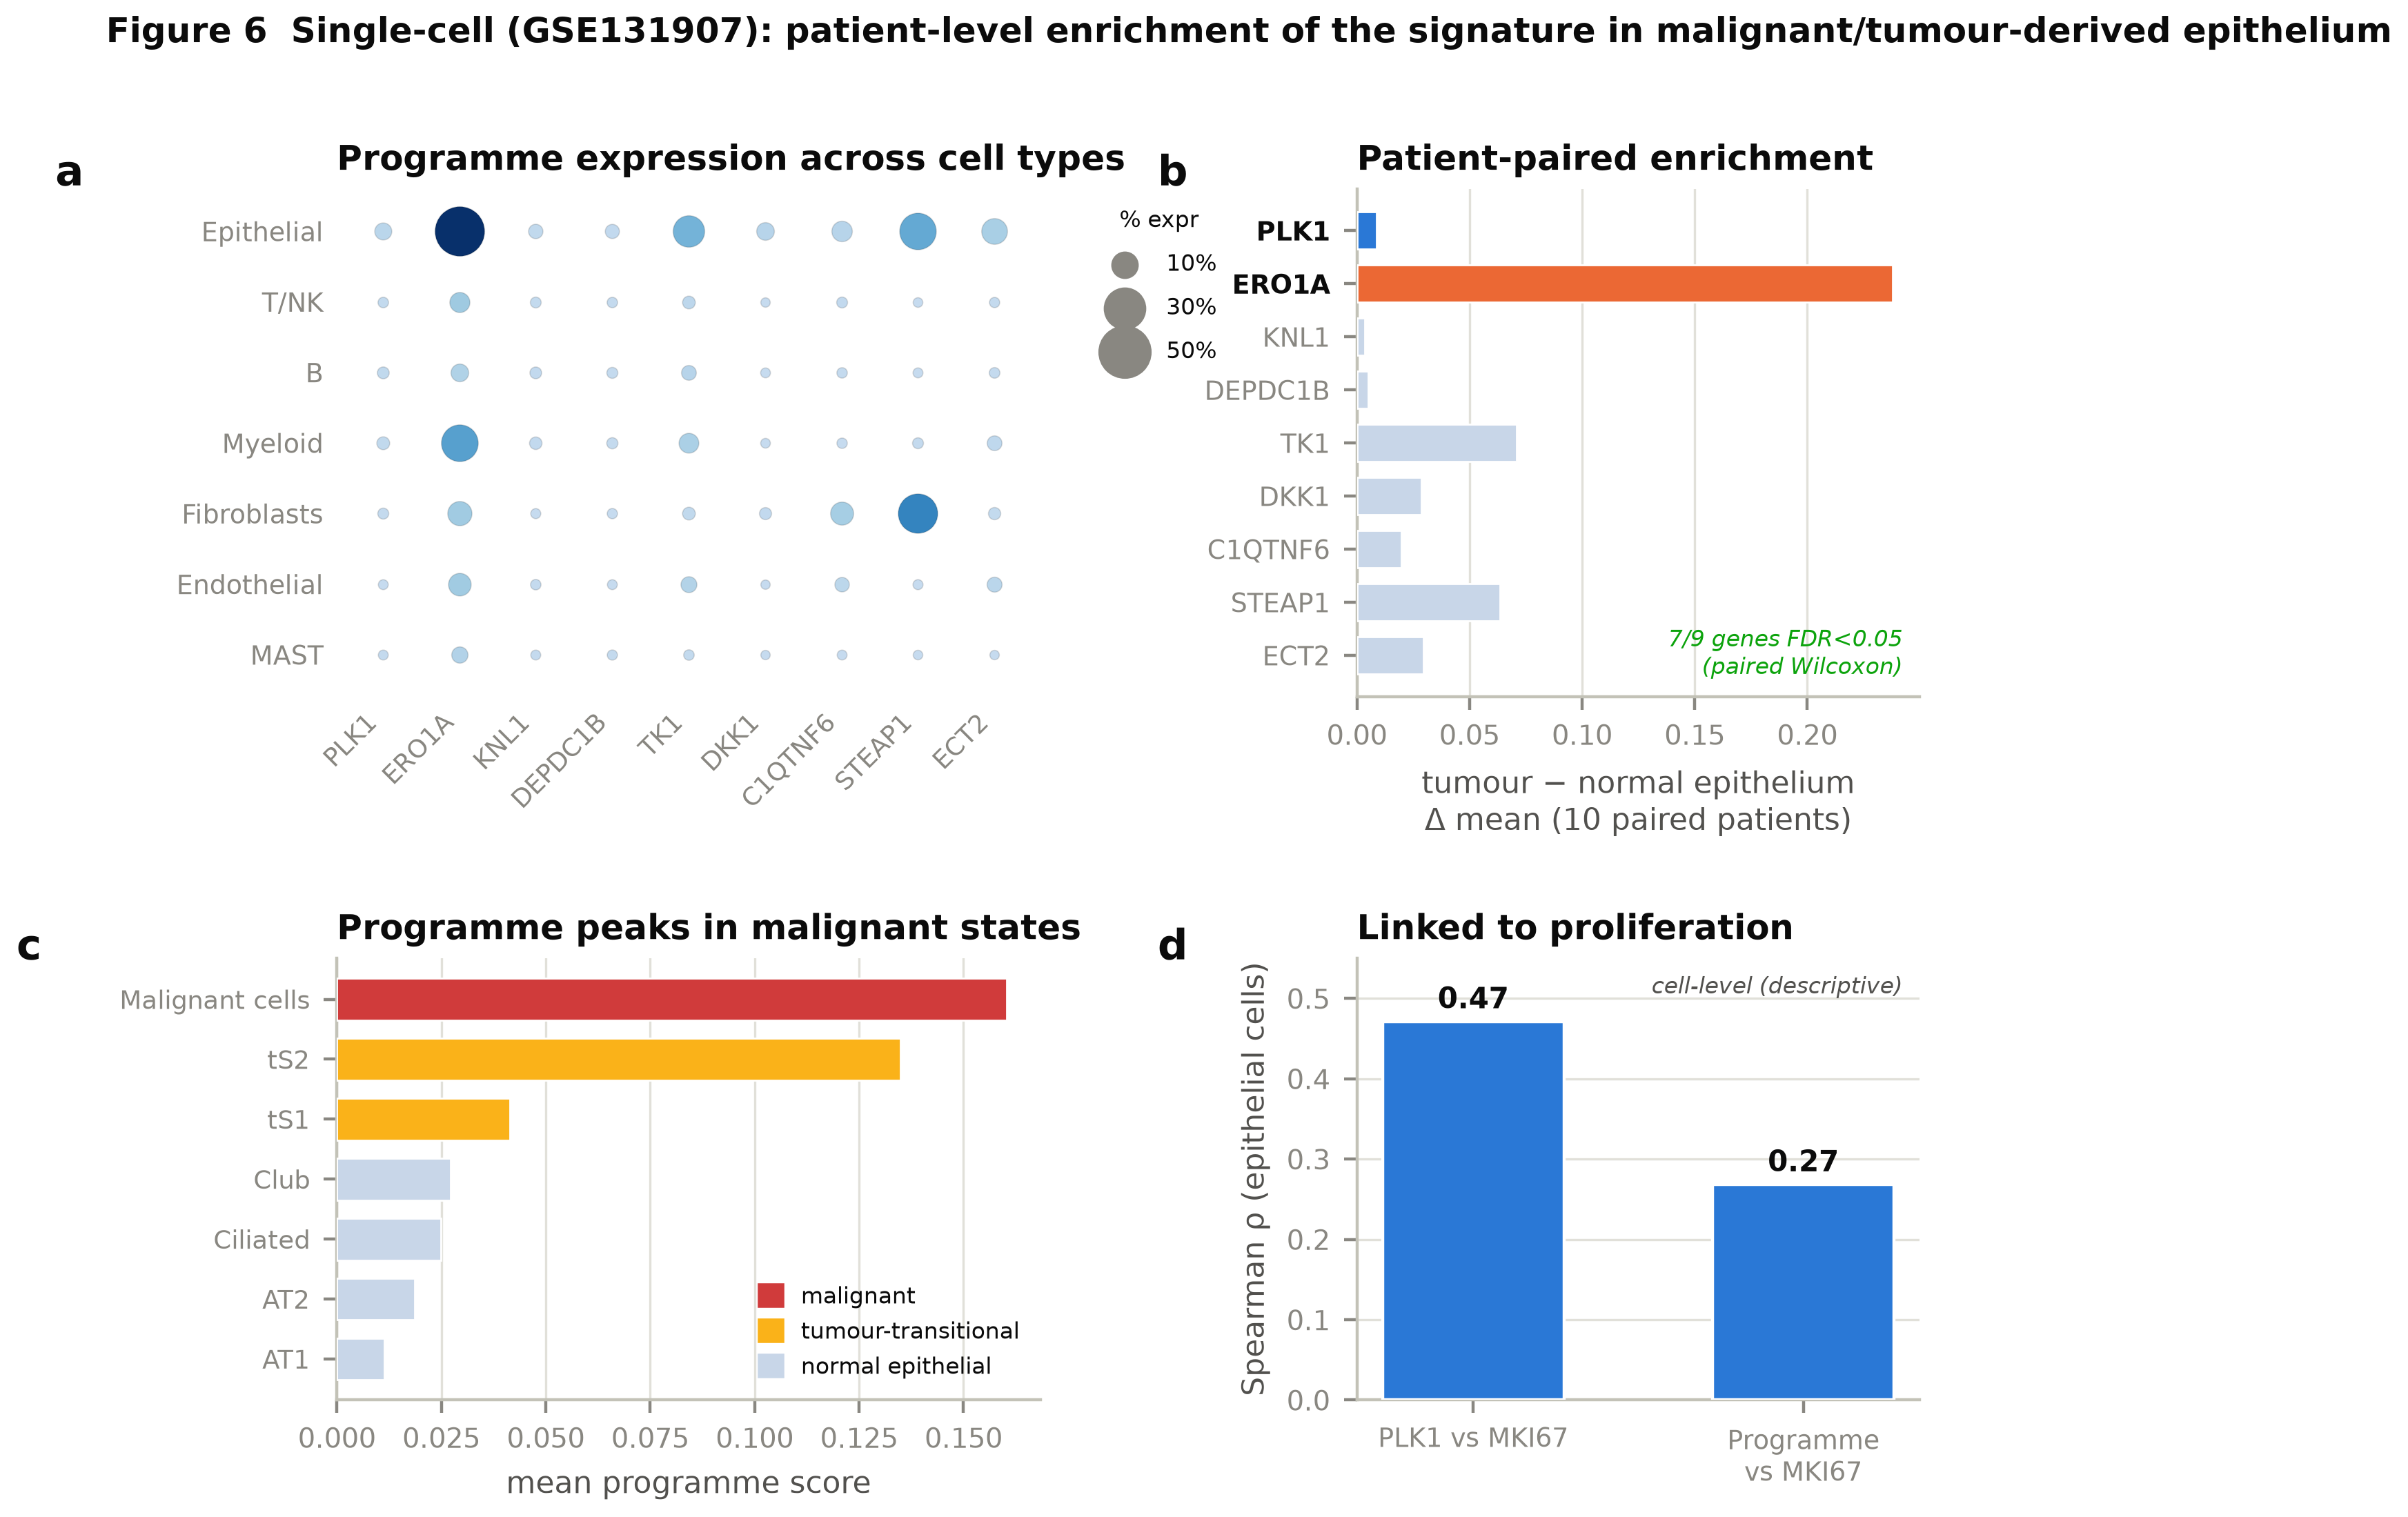 Figure 6  Single-cell (GSE131907): patient-level enrichment of the signature in malignant/tumour-derived epithelium
a
Programme expression across cell types
Epithelial
T/NK
B
Myeloid
Fibroblasts
Endothelial
MAST
PLK1
ERO1A
KNL1
DEPDC1B
TK1
DKK1
C1QTNF6
STEAP1
ECT2
% expr
10%
30%
50%
b
Patient-paired enrichment
PLK1
ERO1A
KNL1
DEPDC1B
TK1
DKK1
C1QTNF6
STEAP1
ECT2
7/9 genes FDR<0.05
(paired Wilcoxon)
0.00 0.05 0.10 0.15 0.20
tumour − normal epithelium
Δ mean (10 paired patients)
c
Programme peaks in malignant states
Malignant cells
tS2
tS1
Club
Ciliated
AT2
AT1
malignant
tumour-transitional
normal epithelial
0.000 0.025 0.050 0.075 0.100 0.125 0.150
mean programme score
d
Linked to proliferation
cell-level (descriptive)
Spearman ρ (epithelial cells)
0.5
0.4
0.3
0.2
0.1
0.0
0.47
0.27
PLK1 vs MKI67
Programme
vs MKI67